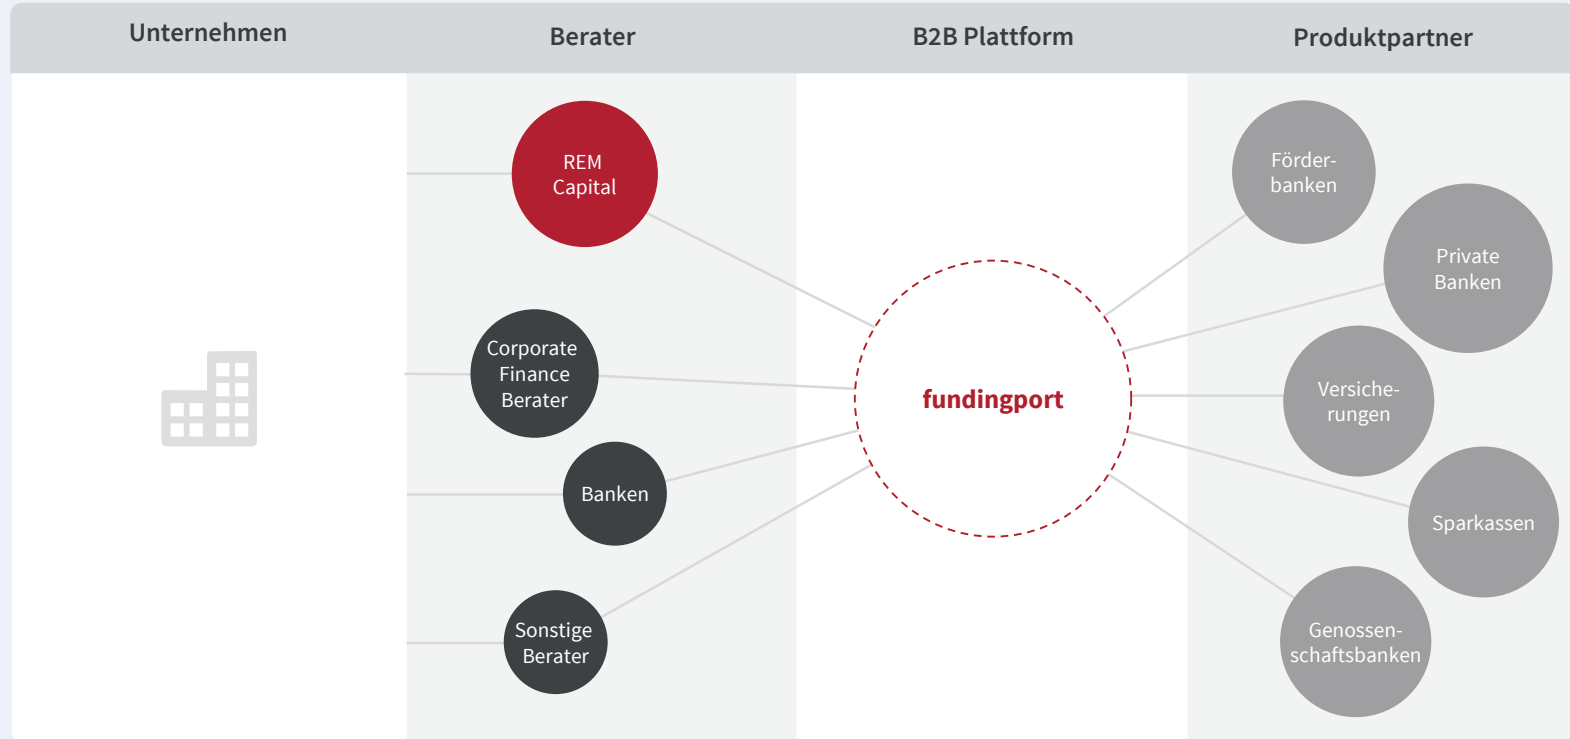 Unternehmen
Berater
B2B Plattform
Produktpartner
REM
Capital
Corporate
Finance
Berater
Banken
Sonstige
Berater
fundingport
Förder-
banken
Private
Banken
Versiche-
rungen
Sparkassen
Genossen-
schaftsbanken